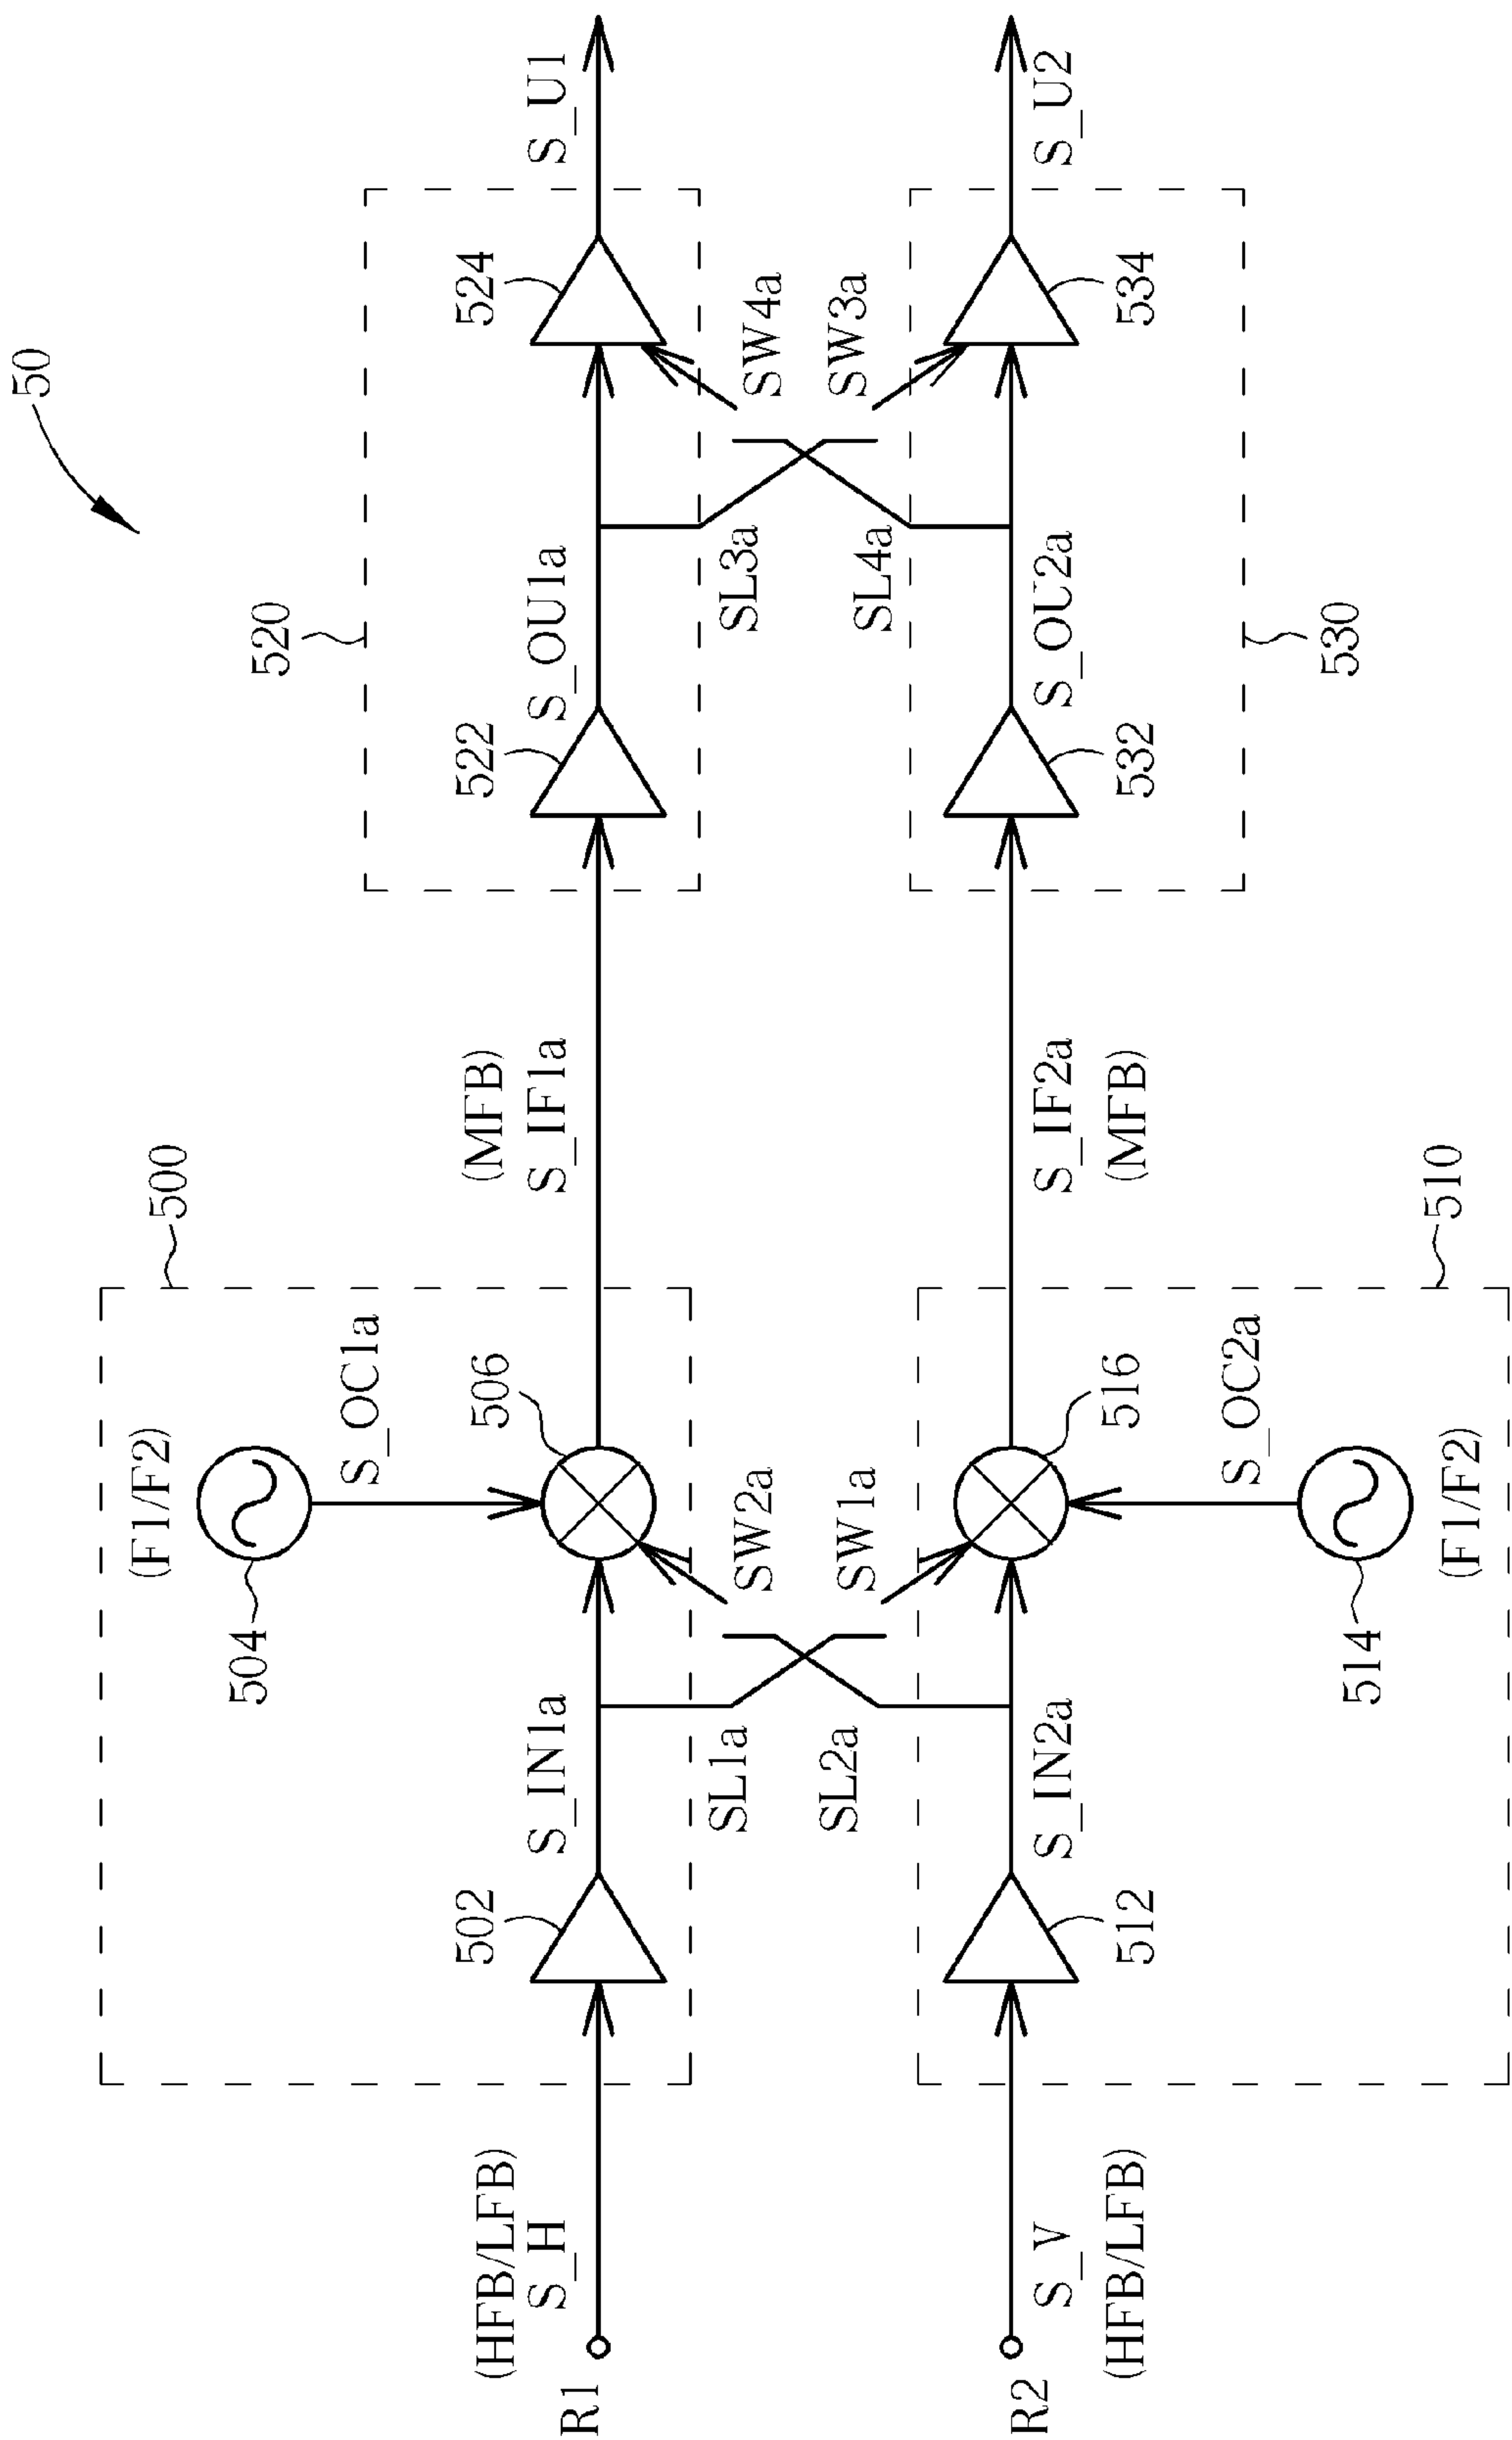 50
520
530
500
510
R1
(HFB/LFB)
S_H
502
S_IN1a
504
(F1/F2)
S_OC1a
506
(MFB)
S_IF1a
522
S_OU1a
524
S_U1
SL1a
SW2a
SL2a
SW1a
SL3a
SW4a
SL4a
SW3a
R2
S_V
(HFB/LFB)
512
S_IN2a
514
(F1/F2)
S_OC2a
516
S_IF2a
(MFB)
532
S_OU2a
534
S_U2